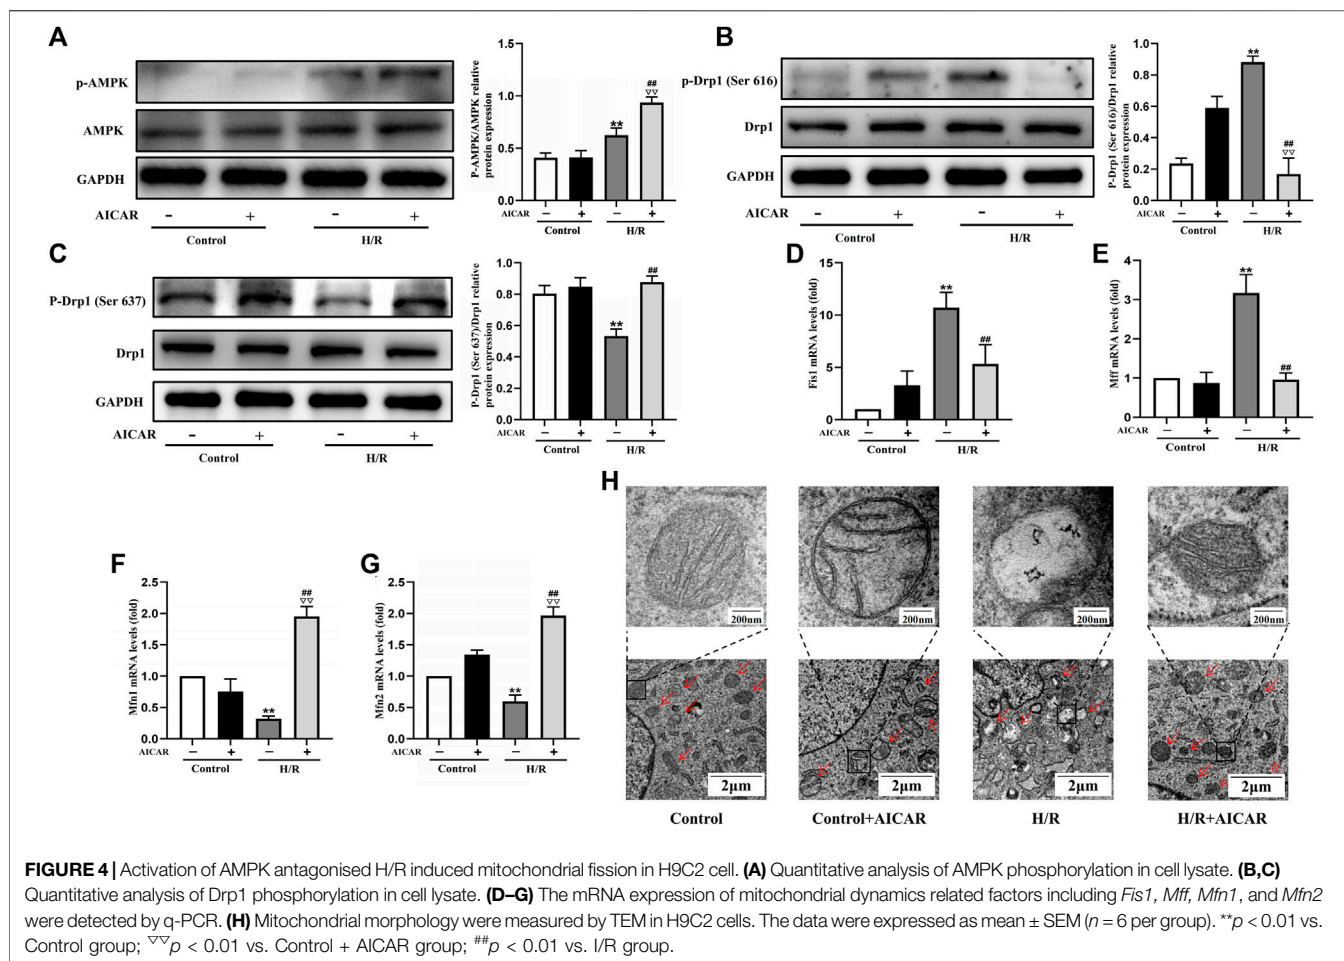 A
p-AMPK
AMPK
GAPDH
AICAR - + - +
Control H/R
P-AMPK/AMPK relative
protein expression
1.5
1.0
0.5
0.0
** ## ▽▽
AICAR − + − +
Control H/R
B
p-Drp1 (Ser 616)
Drp1
GAPDH
AICAR - + - +
Control H/R
P-Drp1 (Ser 616)/Drp1 relative
protein expression
1.0
0.8
0.6
0.4
0.2
0.0
** ## ▽▽
AICAR − + − +
Control H/R
C
P-Drp1 (Ser 637)
Drp1
GAPDH
AICAR - + - +
Control H/R
P-Drp1 (Ser 637)/Drp1 relative
protein expression
1.0
0.8
0.6
0.4
0.2
0.0
** ##
AICAR − + − +
Control H/R
D
Fis1 mRNA levels (fold)
15
10
5
0
** ##
AICAR − + − +
Control H/R
E
Mff mRNA levels (fold)
4
3
2
1
0
** ##
AICAR − + − +
Control H/R
F
Mfn1 mRNA levels (fold)
2.5
2.0
1.5
1.0
0.5
0.0
** ## ▽▽
AICAR − + − +
Control H/R
G
Mfn2 mRNA levels (fold)
2.5
2.0
1.5
1.0
0.5
0.0
** ## ▽▽
AICAR − + − +
Control H/R
H
200nm 200nm 200nm 200nm
2μm 2μm 2μm 2μm
Control Control+AICAR H/R H/R+AICAR
FIGURE 4 | Activation of AMPK antagonised H/R induced mitochondrial fission in H9C2 cell. (A) Quantitative analysis of AMPK phosphorylation in cell lysate. (B,C)
Quantitative analysis of Drp1 phosphorylation in cell lysate. (D–G) The mRNA expression of mitochondrial dynamics related factors including Fis1, Mff, Mfn1, and Mfn2
were detected by q-PCR. (H) Mitochondrial morphology were measured by TEM in H9C2 cells. The data were expressed as mean ± SEM (n = 6 per group). **p < 0.01 vs.
Control group; ▽▽p < 0.01 vs. Control + AICAR group; ##p < 0.01 vs. I/R group.